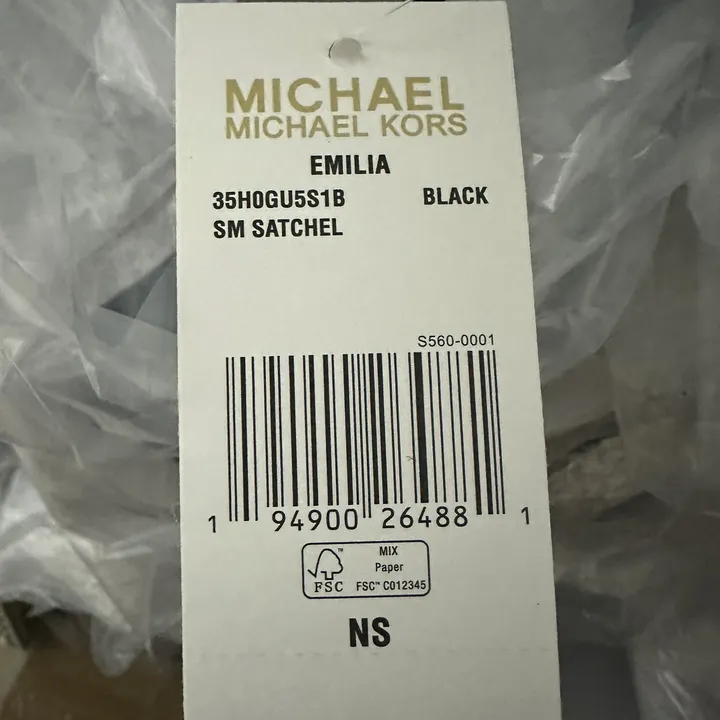 MICHAEL
MICHAEL KORS
EMILIA
35H0GU5S1B BLACK
SM SATCHEL
S560-0001
1 94900 26488 1
FSC™
MIX
Paper
FSC™ C012345
NS